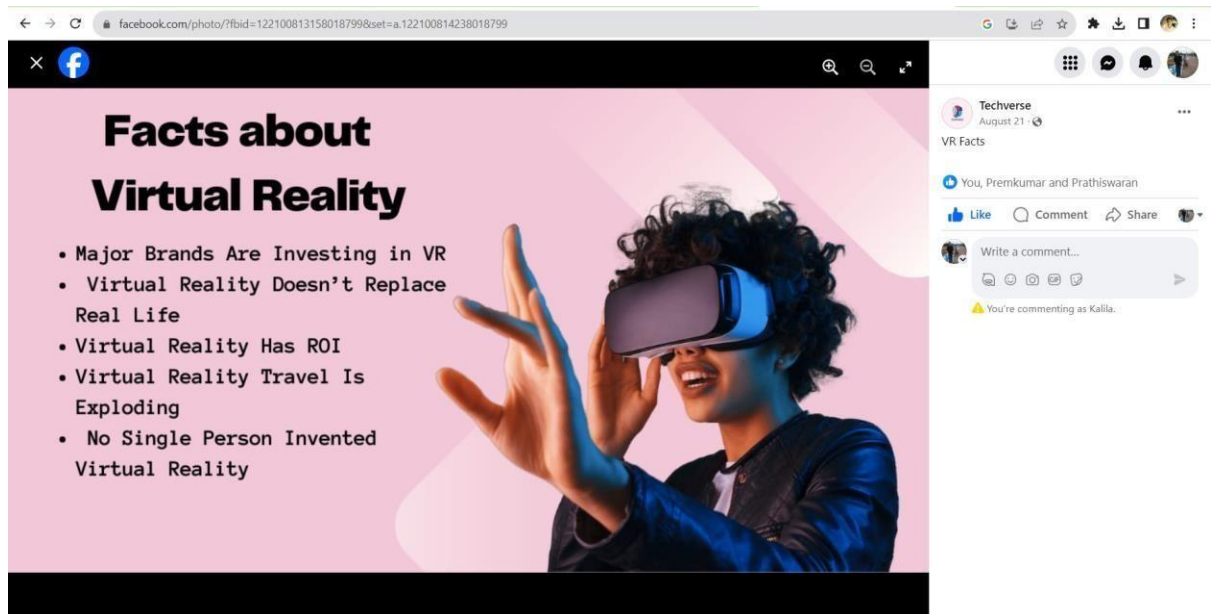 facebook.com/photo/?fbid=122100813158018799&set=a.122100814238018799
Facts about
Virtual Reality
• Major Brands Are Investing in VR
• Virtual Reality Doesn’t Replace
Real Life
• Virtual Reality Has ROI
• Virtual Reality Travel Is
Exploding
• No Single Person Invented
Virtual Reality
Techverse
August 21 ·
VR Facts
You, Premkumar and Prathiswaran
Like Comment Share
Write a comment...
GIF
You're commenting as Kalila.